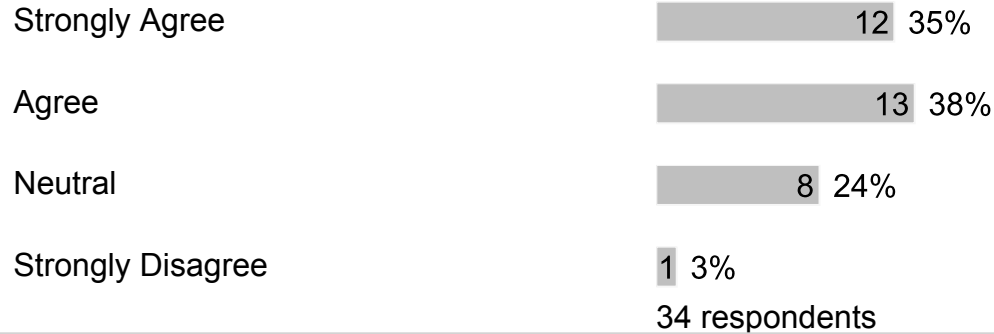 Strongly Agree 12 35%
Agree 13 38%
Neutral 8 24%
Strongly Disagree 1 3%
34 respondents